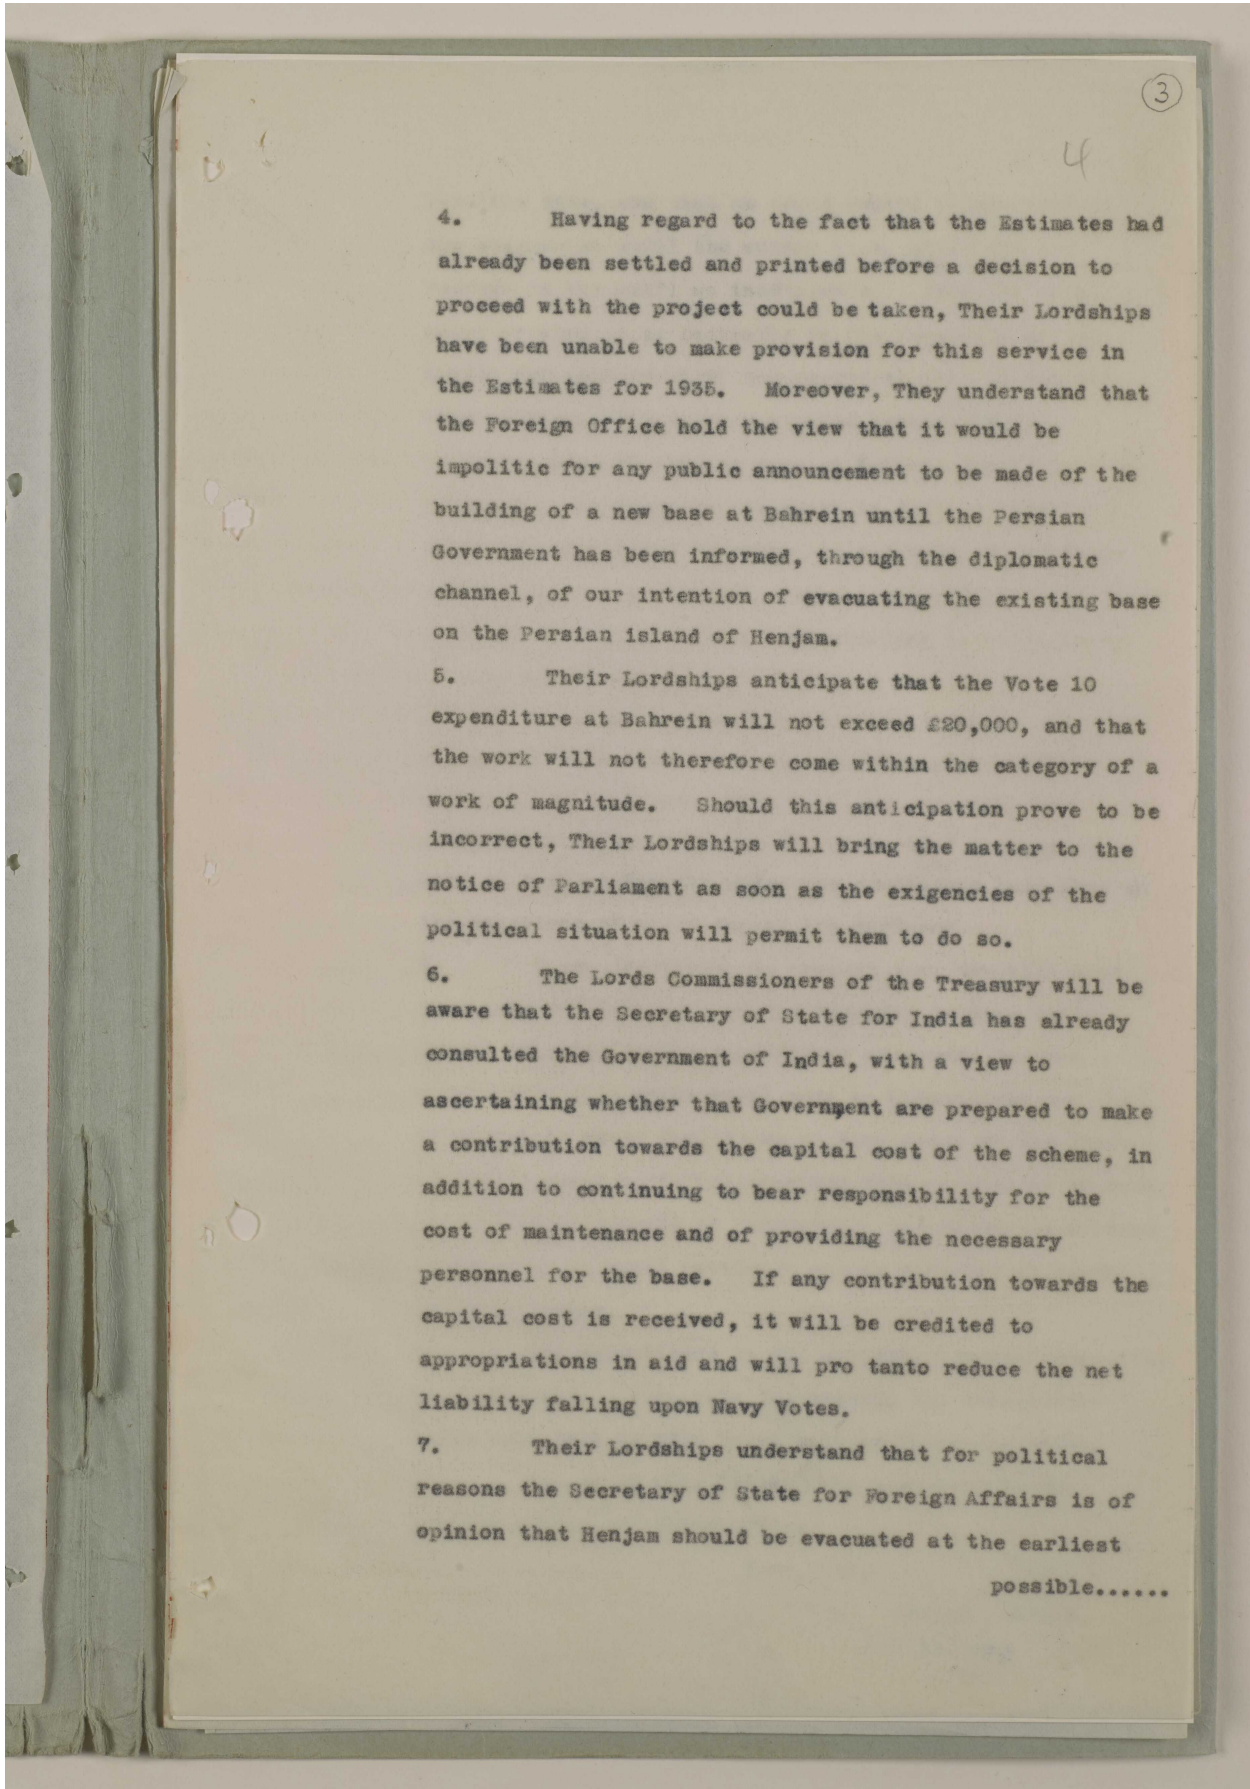 3
4
4. Having regard to the fact that the Estimates had
already been settled and printed before a decision to
proceed with the project could be taken, Their Lordships
have been unable to make provision for this service in
the Estimates for 1935. Moreover, They understand that
the Foreign Office hold the view that it would be
impolitic for any public announcement to be made of the
building of a new base at Bahrein until the Persian
Government has been informed, through the diplomatic
channel, of our intention of evacuating the existing base
on the Persian island of Henjam.
5. Their Lordships anticipate that the Vote 10
expenditure at Bahrein will not exceed £20,000, and that
the work will not therefore come within the category of a
work of magnitude. Should this anticipation prove to be
incorrect, Their Lordships will bring the matter to the
notice of Parliament as soon as the exigencies of the
political situation will permit them to do so.
6. The Lords Commissioners of the Treasury will be
aware that the Secretary of State for India has already
consulted the Government of India, with a view to
ascertaining whether that Government are prepared to make
a contribution towards the capital cost of the scheme, in
addition to continuing to bear responsibility for the
cost of maintenance and of providing the necessary
personnel for the base. If any contribution towards the
capital cost is received, it will be credited to
appropriations in aid and will pro tanto reduce the net
liability falling upon Navy Votes.
7. Their Lordships understand that for political
reasons the Secretary of State for Foreign Affairs is of
opinion that Henjam should be evacuated at the earliest
possible......